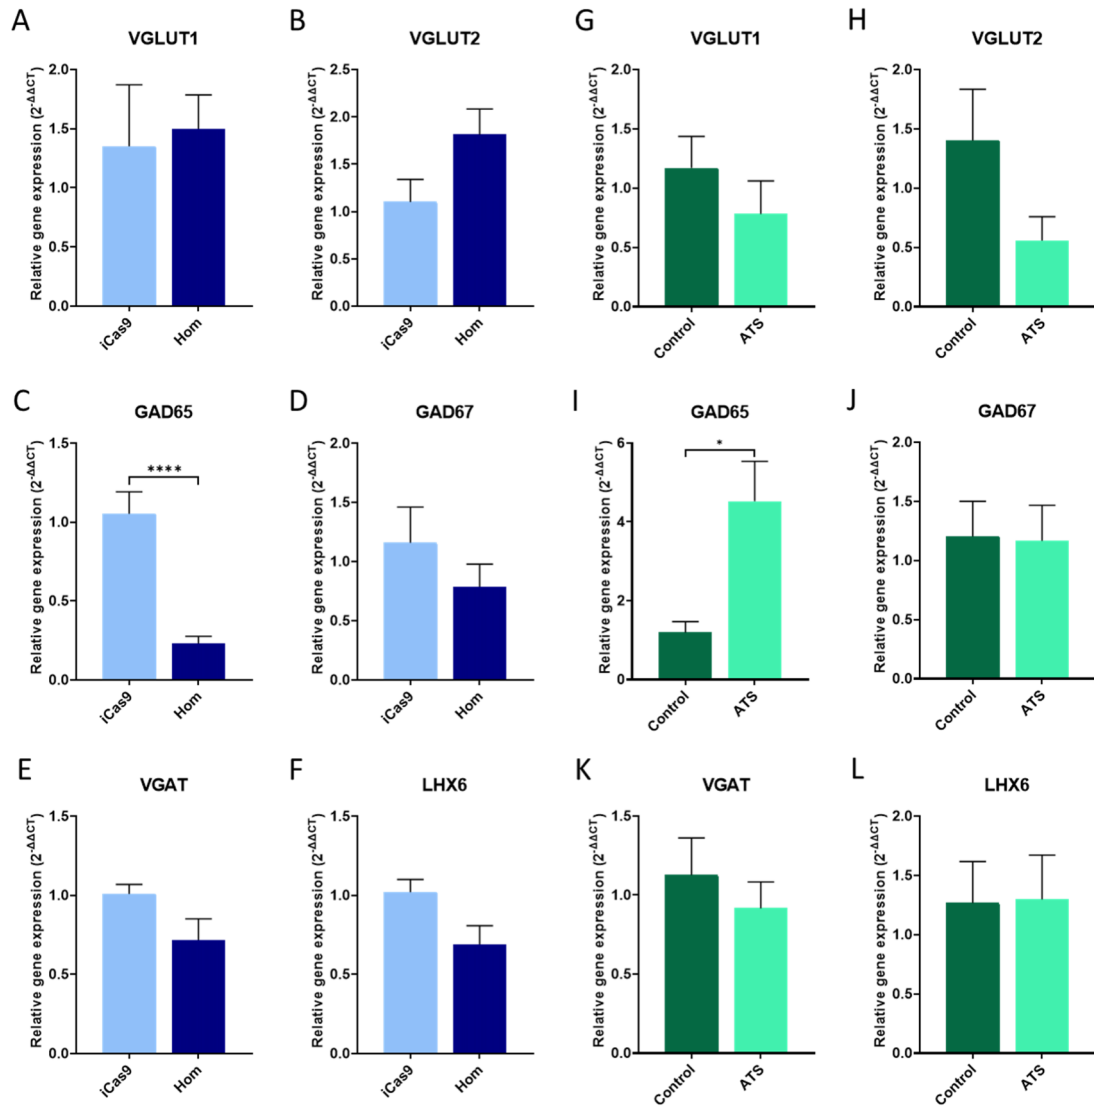 A
VGLUT1
Relative gene expression (2^-ΔΔCT)
2.0
1.5
1.0
0.5
0.0
iCas9
Hom
B
VGLUT2
Relative gene expression (2^-ΔΔCT)
2.5
2.0
1.5
1.0
0.5
0.0
iCas9
Hom
G
VGLUT1
Relative gene expression (2^-ΔΔCT)
2.0
1.5
1.0
0.5
0.0
Control
ATS
H
VGLUT2
Relative gene expression (2^-ΔΔCT)
2.0
1.5
1.0
0.5
0.0
Control
ATS
C
GAD65
Relative gene expression (2^-ΔΔCT)
1.5
1.0
0.5
0.0
****
iCas9
Hom
D
GAD67
Relative gene expression (2^-ΔΔCT)
2.0
1.5
1.0
0.5
0.0
iCas9
Hom
I
GAD65
Relative gene expression (2^-ΔΔCT)
6
4
2
0
*
Control
ATS
J
GAD67
Relative gene expression (2^-ΔΔCT)
2.0
1.5
1.0
0.5
0.0
Control
ATS
E
VGAT
Relative gene expression (2^-ΔΔCT)
1.5
1.0
0.5
0.0
iCas9
Hom
F
LHX6
Relative gene expression (2^-ΔΔCT)
1.5
1.0
0.5
0.0
iCas9
Hom
K
VGAT
Relative gene expression (2^-ΔΔCT)
1.5
1.0
0.5
0.0
Control
ATS
L
LHX6
Relative gene expression (2^-ΔΔCT)
2.0
1.5
1.0
0.5
0.0
Control
ATS